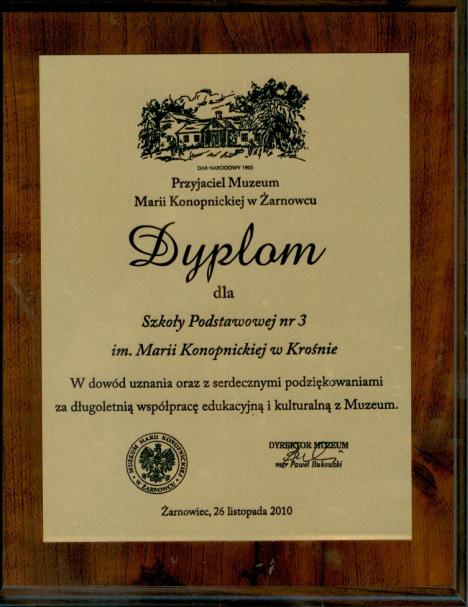 DAR NARODOWY 1903
Przyjaciel Muzeum
Marii Konopnickiej w Żarnowcu
Dyplom
dla
Szkoły Podstawowej nr 3
im. Marii Konopnickiej w Krośnie
W dowód uznania oraz z serdecznymi podziękowaniami
za długoletnią współpracę edukacyjną i kulturalną z Muzeum.
MUZEUM MARII KONOPNICKIEJ
W ŻARNOWCU
DYREKTOR MUZEUM
mgr Paweł Bukowski
Żarnowiec, 26 listopada 2010